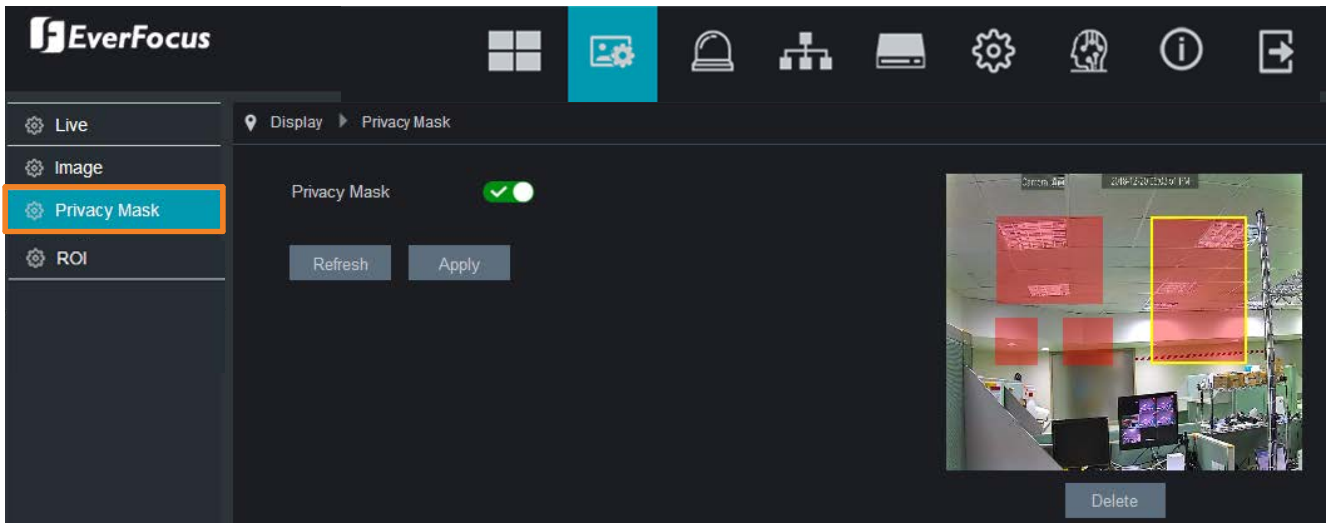 EverFocus
Live
Display Privacy Mask
Image
Privacy Mask
Privacy Mask
ROI
Refresh Apply
Delete